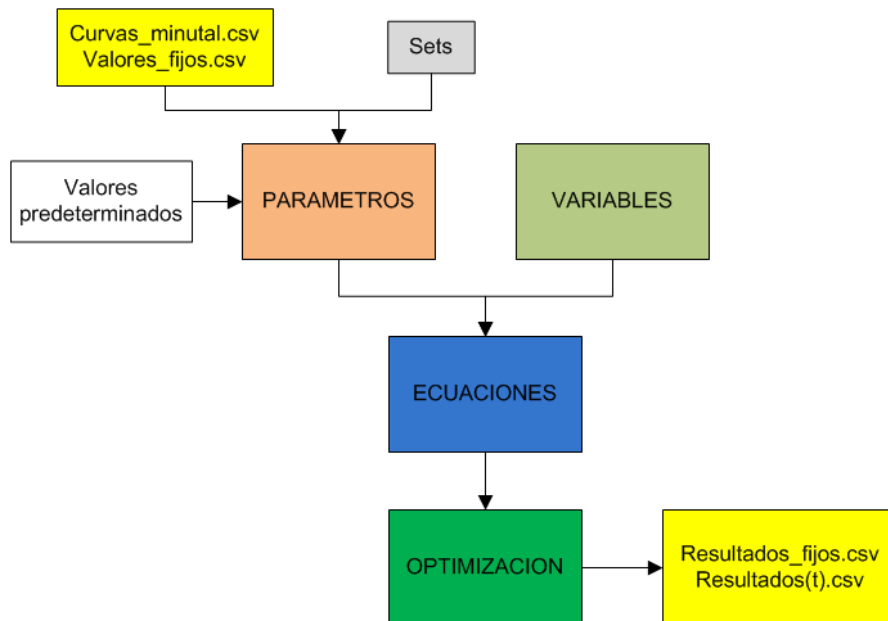 Curvas_minutal.csv
Valores_fijos.csv
Sets
Valores
predeterminados
PARAMETROS
VARIABLES
ECUACIONES
OPTIMIZACION
Resultados_fijos.csv
Resultados(t).csv